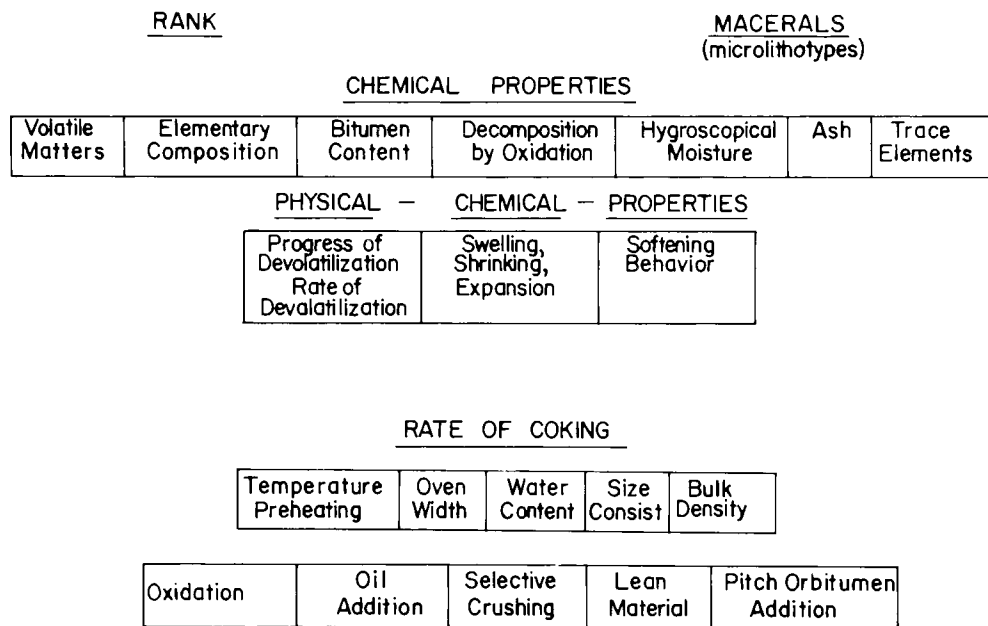 RANK
MACERALS
(microlithotypes)
CHEMICAL PROPERTIES
Volatile
Matters
Elementary
Composition
Bitumen
Content
Decomposition
by Oxidation
Hygroscopical
Moisture
Ash
Trace
Elements
PHYSICAL – CHEMICAL – PROPERTIES
Progress of
Devolatilization
Rate of
Devalatilization
Swelling,
Shrinking,
Expansion
Softening
Behavior
RATE OF COKING
Temperature
Preheating
Oven
Width
Water
Content
Size
Consist
Bulk
Density
Oxidation
Oil
Addition
Selective
Crushing
Lean
Material
Pitch Orbitumen
Addition